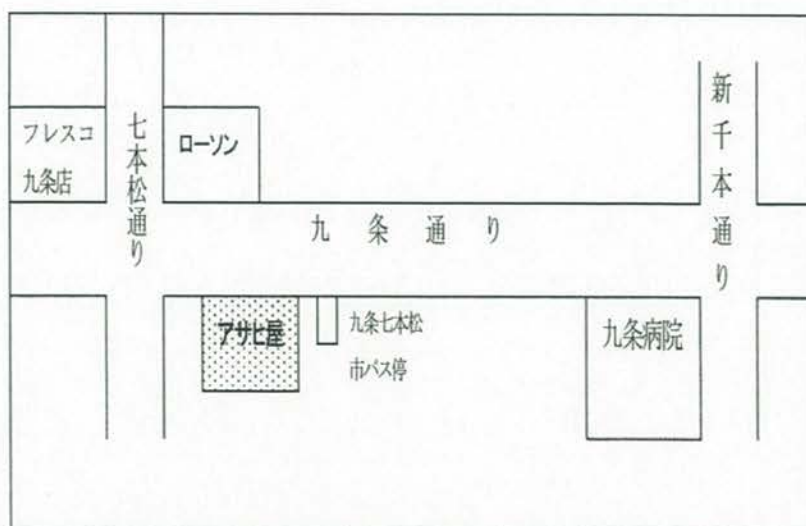 フレスコ
九条店
七本松通り
ローソン
新千本通り
九条通り
アサヒ屋
九条七本松
市バス停
九条病院